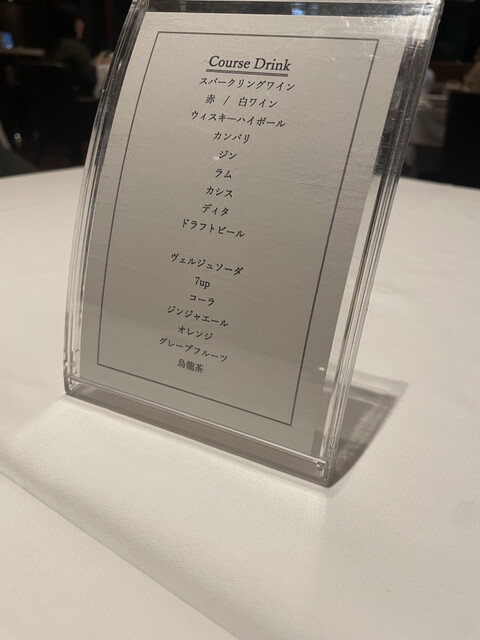 Course Drink
スパークリングワイン
赤 / 白ワイン
ウィスキーハイボール
カンパリ
ジン
ラム
カシス
ディタ
ドラフトビール
ヴェルジュソーダ
7up
コーラ
ジンジャエール
オレンジ
グレープフルーツ
烏龍茶